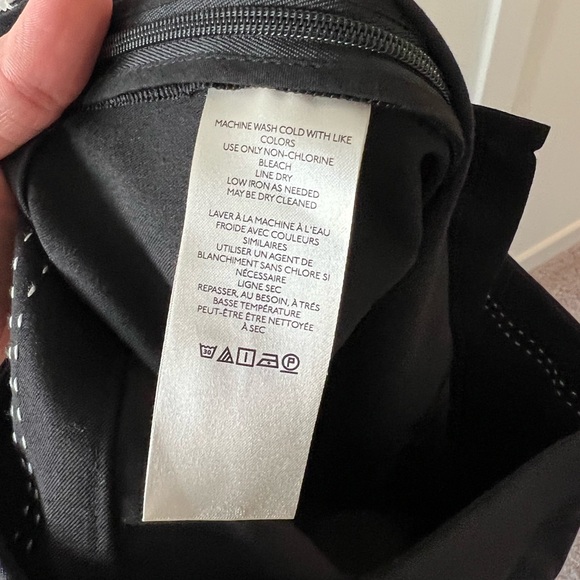 MACHINE WASH COLD WITH LIKE
COLORS
USE ONLY NON-CHLORINE
BLEACH
LINE DRY
LOW IRON AS NEEDED
MAY BE DRY CLEANED
LAVER À LA MACHINE À L'EAU
FROIDE AVEC COULEURS
SIMILAIRES
UTILISER UN AGENT DE
BLANCHIMENT SANS CHLORE SI
NÉCESSAIRE
LIGNE SEC
REPASSER, AU BESOIN, À TRÉS
BASSE TEMPÉRATURE
PEUT-ÊTRE ÊTRE NETTOYÉE
À SEC
30 P